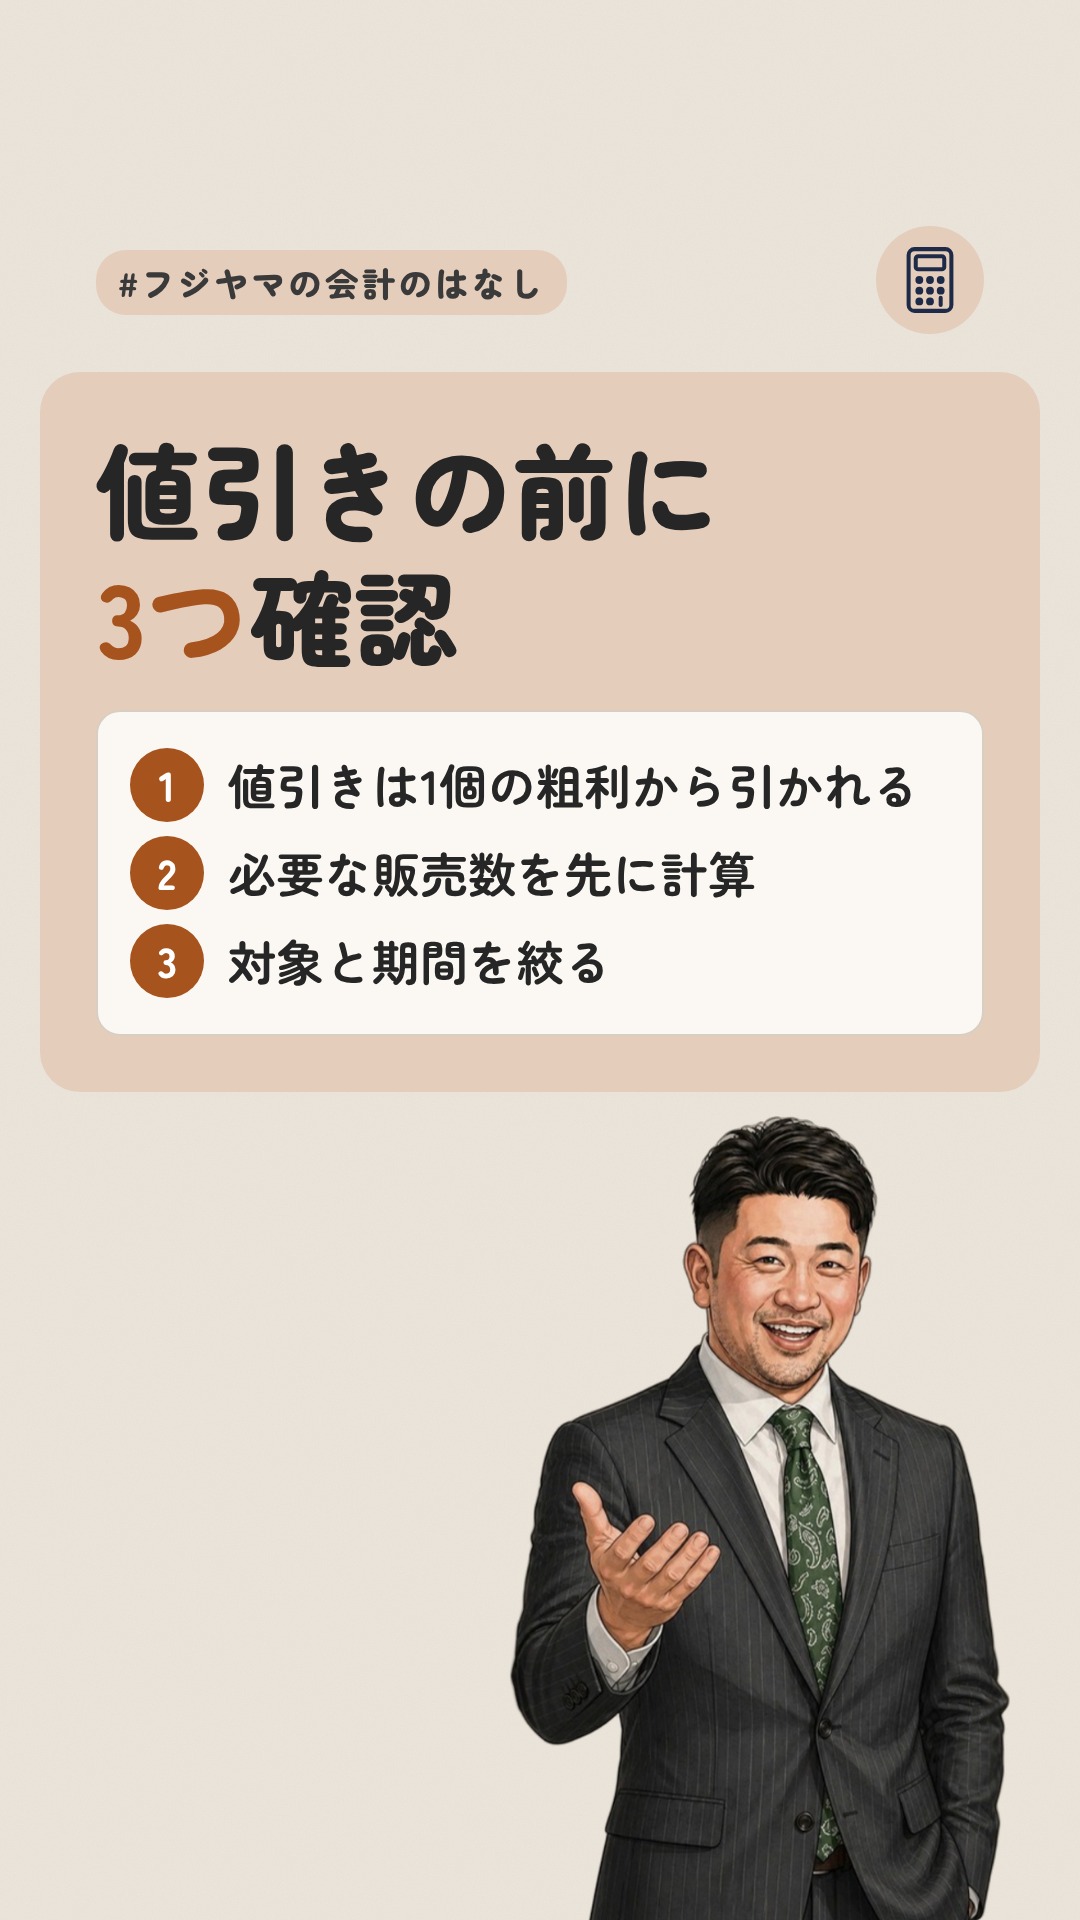 #フジヤマの会計のはなし
値引きの前に
3つ確認
1 値引きは1個の粗利から引かれる
2 必要な販売数を先に計算
3 対象と期間を絞る